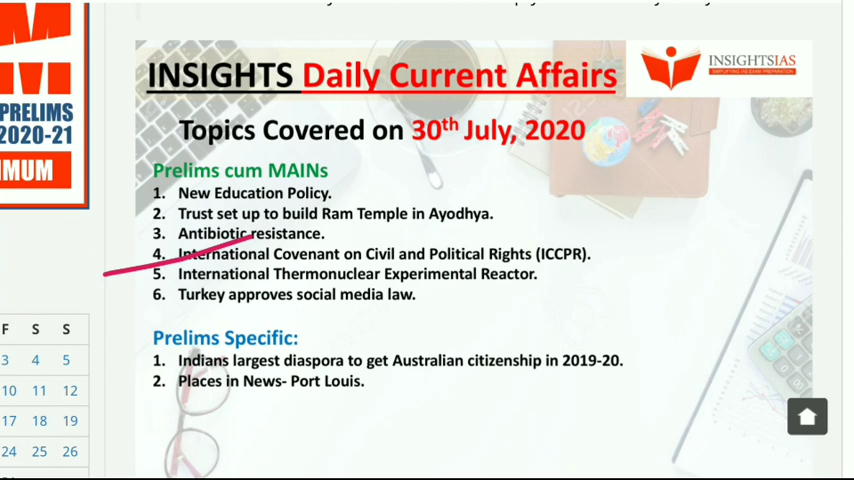 PRELIMS
2020-21
IMUM
INSIGHTS Daily Current Affairs
INSIGHTSIAS
SIMPLIFYING IAS EXAM PREPARATION
Topics Covered on 30th July, 2020
Prelims cum MAINs
1. New Education Policy.
2. Trust set up to build Ram Temple in Ayodhya.
3. Antibiotic resistance.
4. International Covenant on Civil and Political Rights (ICCPR).
5. International Thermonuclear Experimental Reactor.
6. Turkey approves social media law.
Prelims Specific:
1. Indians largest diaspora to get Australian citizenship in 2019-20.
2. Places in News- Port Louis.
F S S
3 4 5
10 11 12
17 18 19
24 25 26